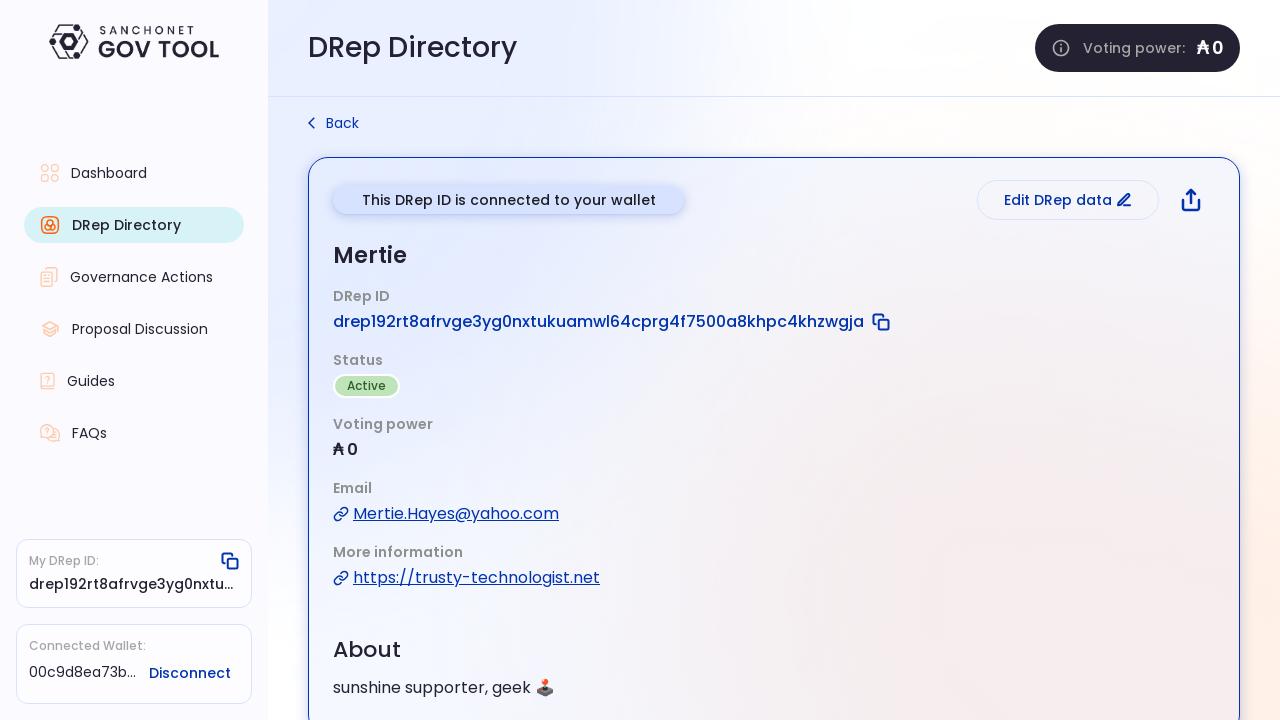 SANCHONET
GOV TOOL
Dashboard
DRep Directory
Governance Actions
Proposal Discussion
Guides
FAQs
My DRep ID:
drep192rt8afrvge3yg0nxtu...
Connected Wallet:
00c9d8ea73b...
Disconnect
DRep Directory
Voting power: ₳ 0
Back
This DRep ID is connected to your wallet
Edit DRep data
Mertie
DRep ID
drep192rt8afrvge3yg0nxtukuamwl64cprg4f7500a8khpc4khzwgja
Status
Active
Voting power
₳ 0
Email
Mertie.Hayes@yahoo.com
More information
https://trusty-technologist.net
About
sunshine supporter, geek 🕹️